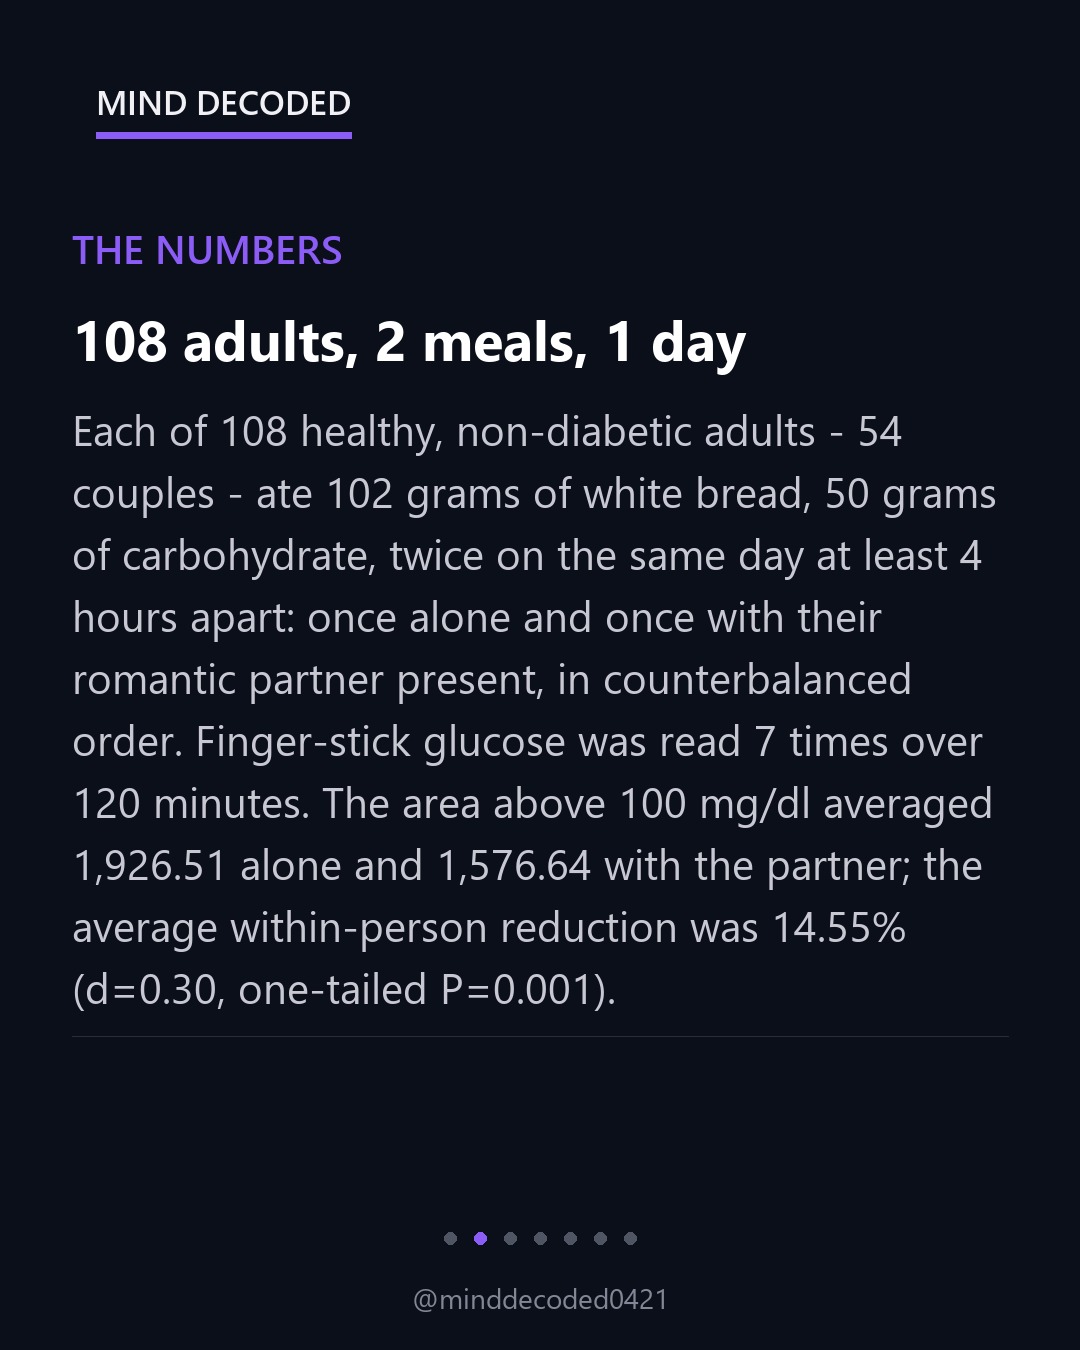 MIND DECODED
THE NUMBERS
108 adults, 2 meals, 1 day
Each of 108 healthy, non-diabetic adults - 54
couples - ate 102 grams of white bread, 50 grams
of carbohydrate, twice on the same day at least 4
hours apart: once alone and once with their
romantic partner present, in counterbalanced
order. Finger-stick glucose was read 7 times over
120 minutes. The area above 100 mg/dl averaged
1,926.51 alone and 1,576.64 with the partner; the
average within-person reduction was 14.55%
(d=0.30, one-tailed P=0.001).
@minddecoded0421